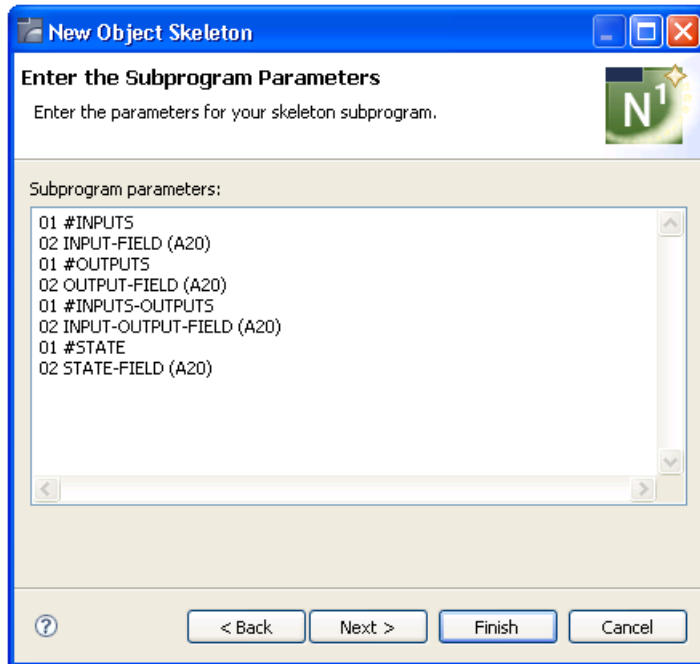 New Object Skeleton
Enter the Subprogram Parameters
Enter the parameters for your skeleton subprogram.
N1
Subprogram parameters:
01 #INPUTS
02 INPUT-FIELD (A20)
01 #OUTPUTS
02 OUTPUT-FIELD (A20)
01 #INPUTS-OUTPUTS
02 INPUT-OUTPUT-FIELD (A20)
01 #STATE
02 STATE-FIELD (A20)
? < Back Next > Finish Cancel